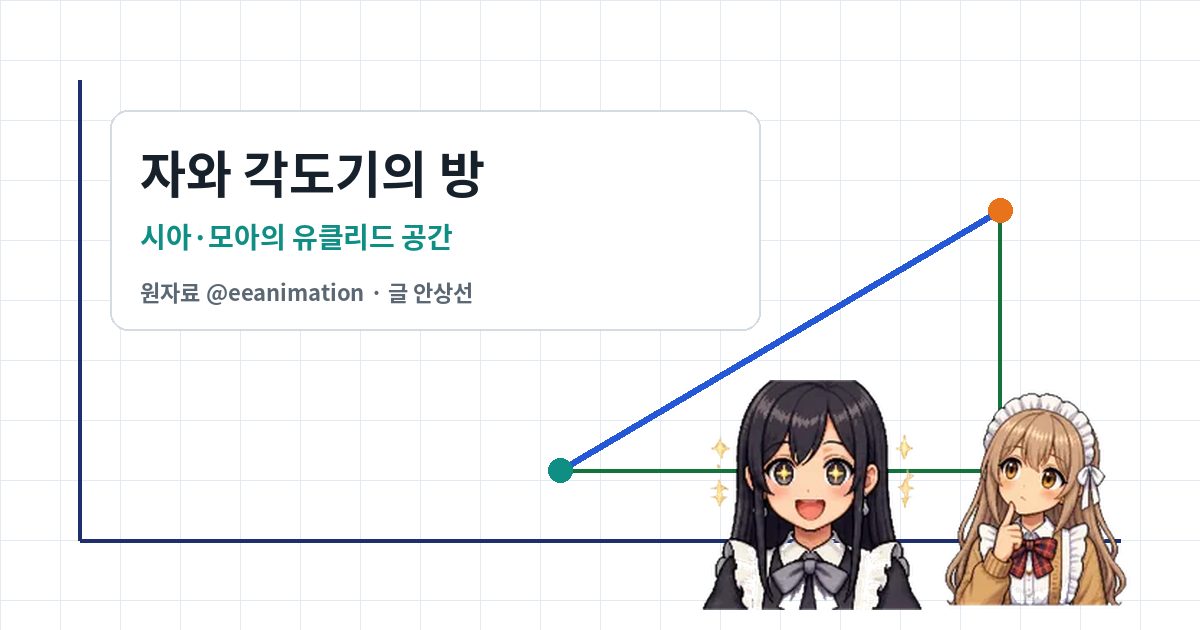 자와 각도기의 방
시아·모아의 유클리드 공간
원자료 @eeanimation · 글 안상선